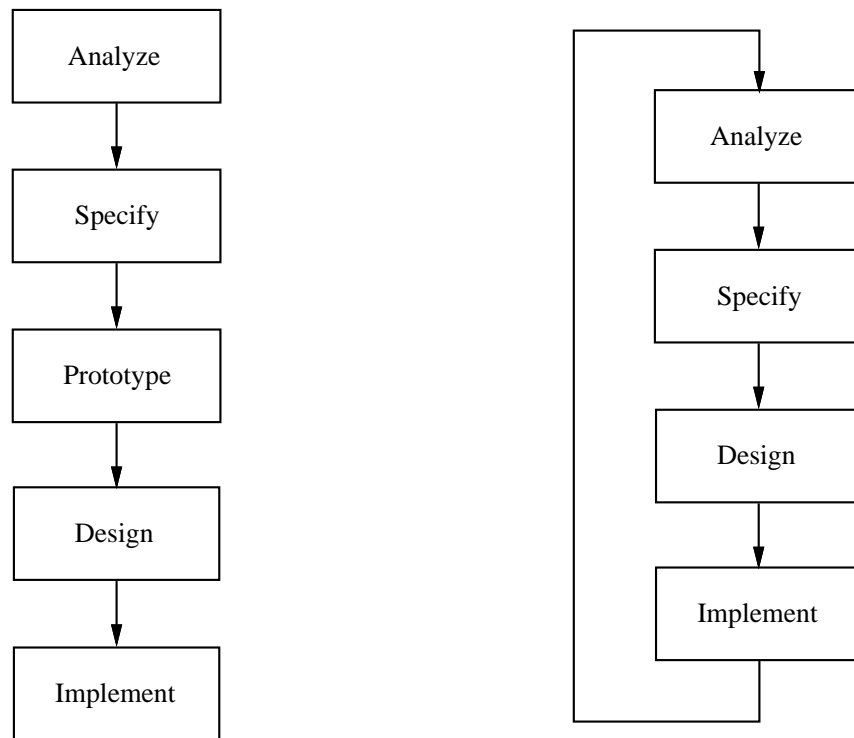 Analyze
Specify
Prototype
Design
Implement
Analyze
Specify
Design
Implement